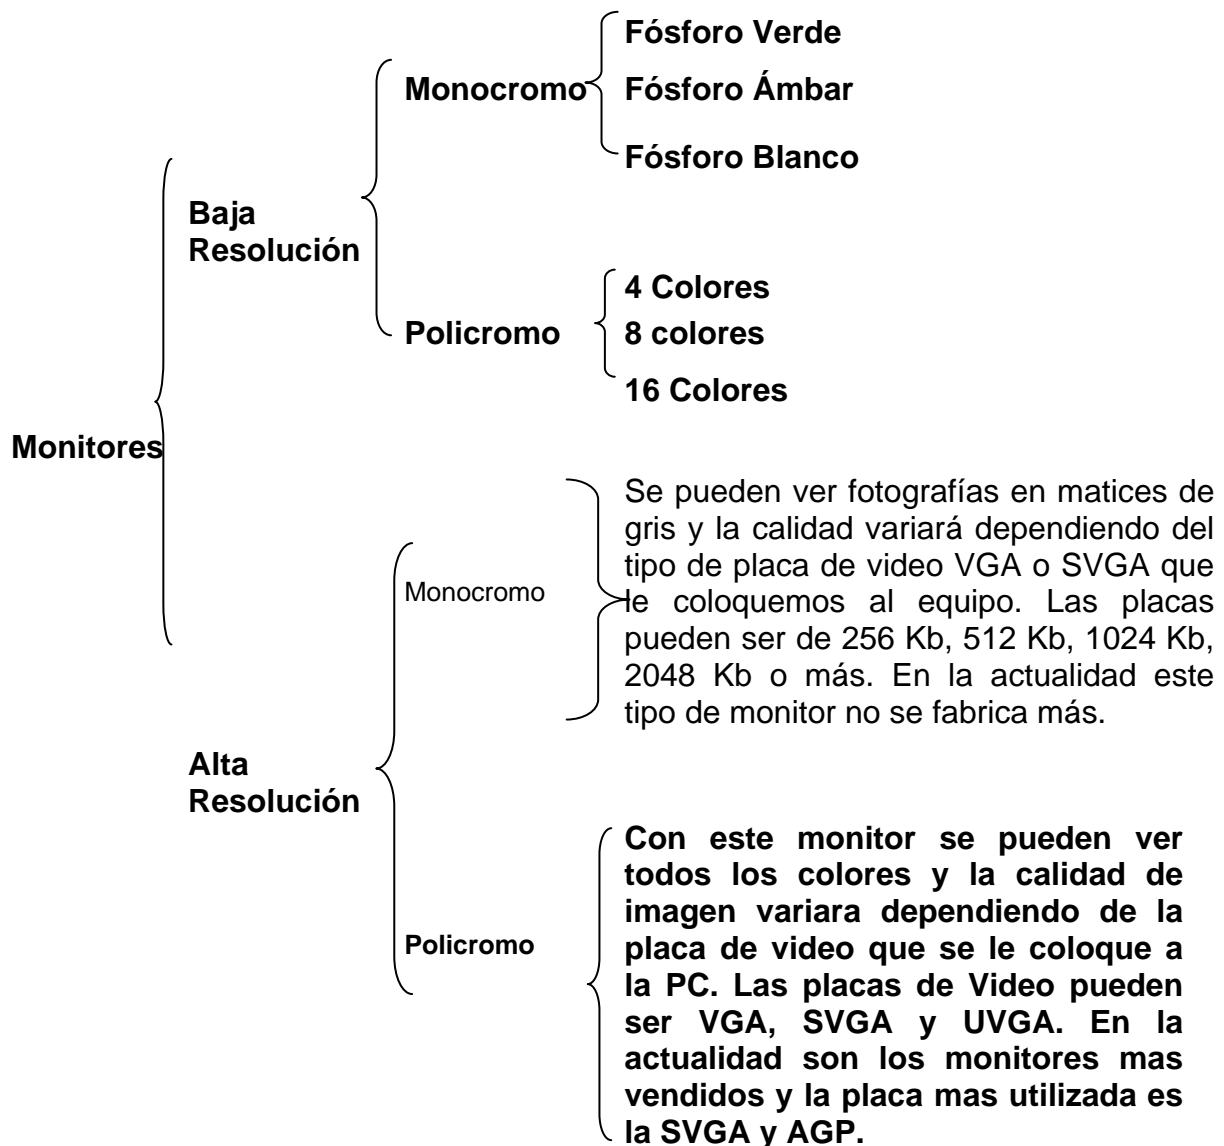 Monitores
Baja
Resolución
Monocromo
Fósforo Verde
Fósforo Ámbar
Fósforo Blanco
Policromo
4 Colores
8 colores
16 Colores
Alta
Resolución
Monocromo
Se pueden ver fotografías en matices de
gris y la calidad variará dependiendo del
tipo de placa de video VGA o SVGA que
le coloquemos al equipo. Las placas
pueden ser de 256 Kb, 512 Kb, 1024 Kb,
2048 Kb o más. En la actualidad este
tipo de monitor no se fabrica más.
Policromo
Con este monitor se pueden ver
todos los colores y la calidad de
imagen variara dependiendo de la
placa de video que se le coloque a
la PC. Las placas de Video pueden
ser VGA, SVGA y UVGA. En la
actualidad son los monitores mas
vendidos y la placa mas utilizada es
la SVGA y AGP.